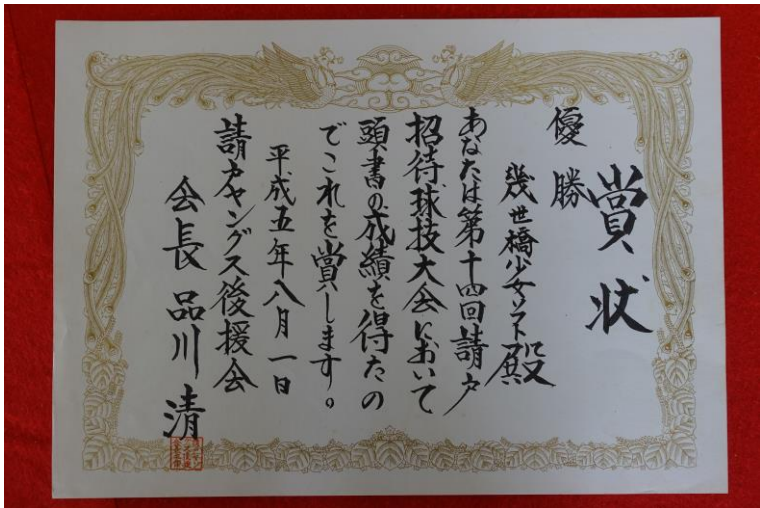 賞状
優勝
幾世橋少女ソフト殿
あなたは第十四回請戸
招待球技大会において
頭書の成績を得たの
でこれを賞します。
平成五年八月一日
請戸ヤングス後援会
会長 品川清